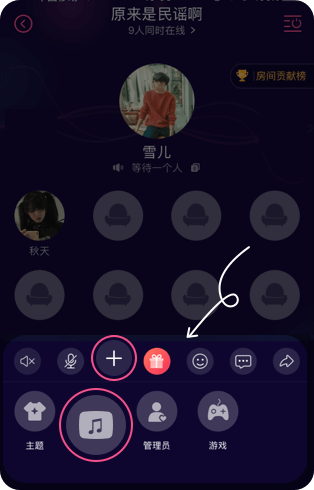 原来是民谣啊
9人同时在线 >
房间贡献榜
雪儿
等待一个人
秋天
主题
管理员
游戏